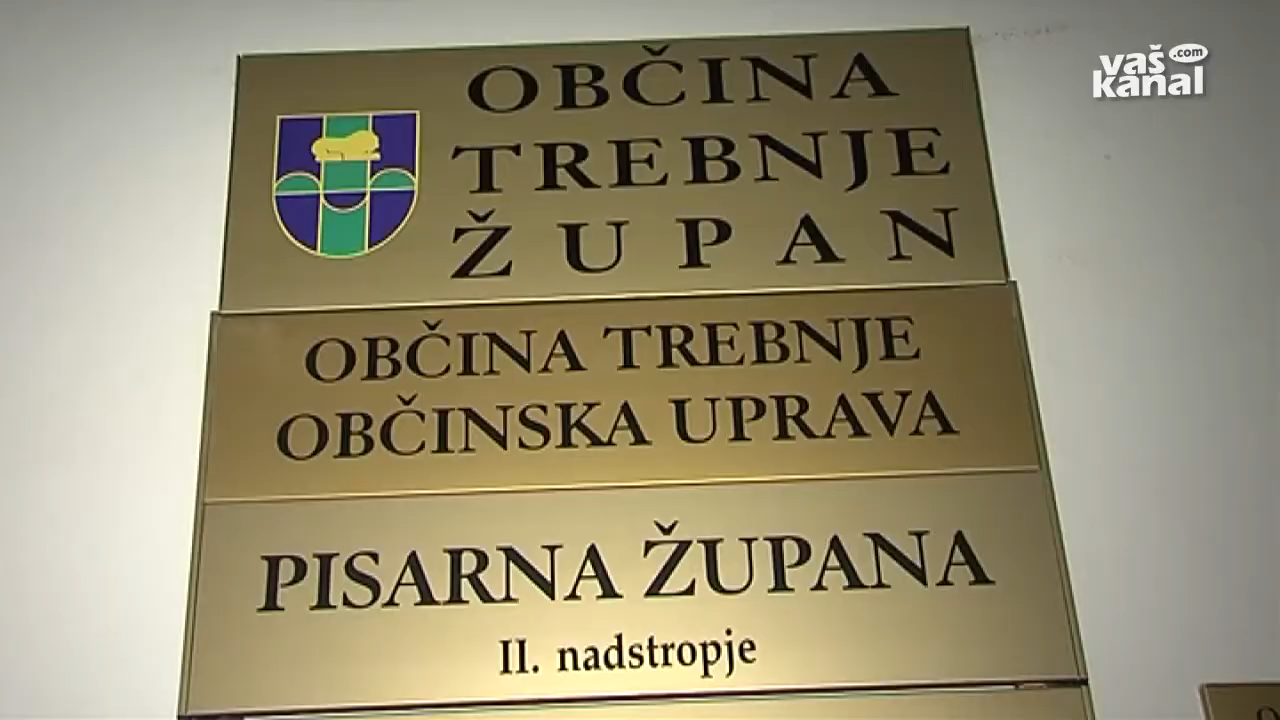 OBČINA
TREBNJE
ŽUPAN
OBČINA TREBNJE
OBČINSKA UPRAVA
PISARNA ŽUPANA
II. nadstropje
vaš .com
kanal